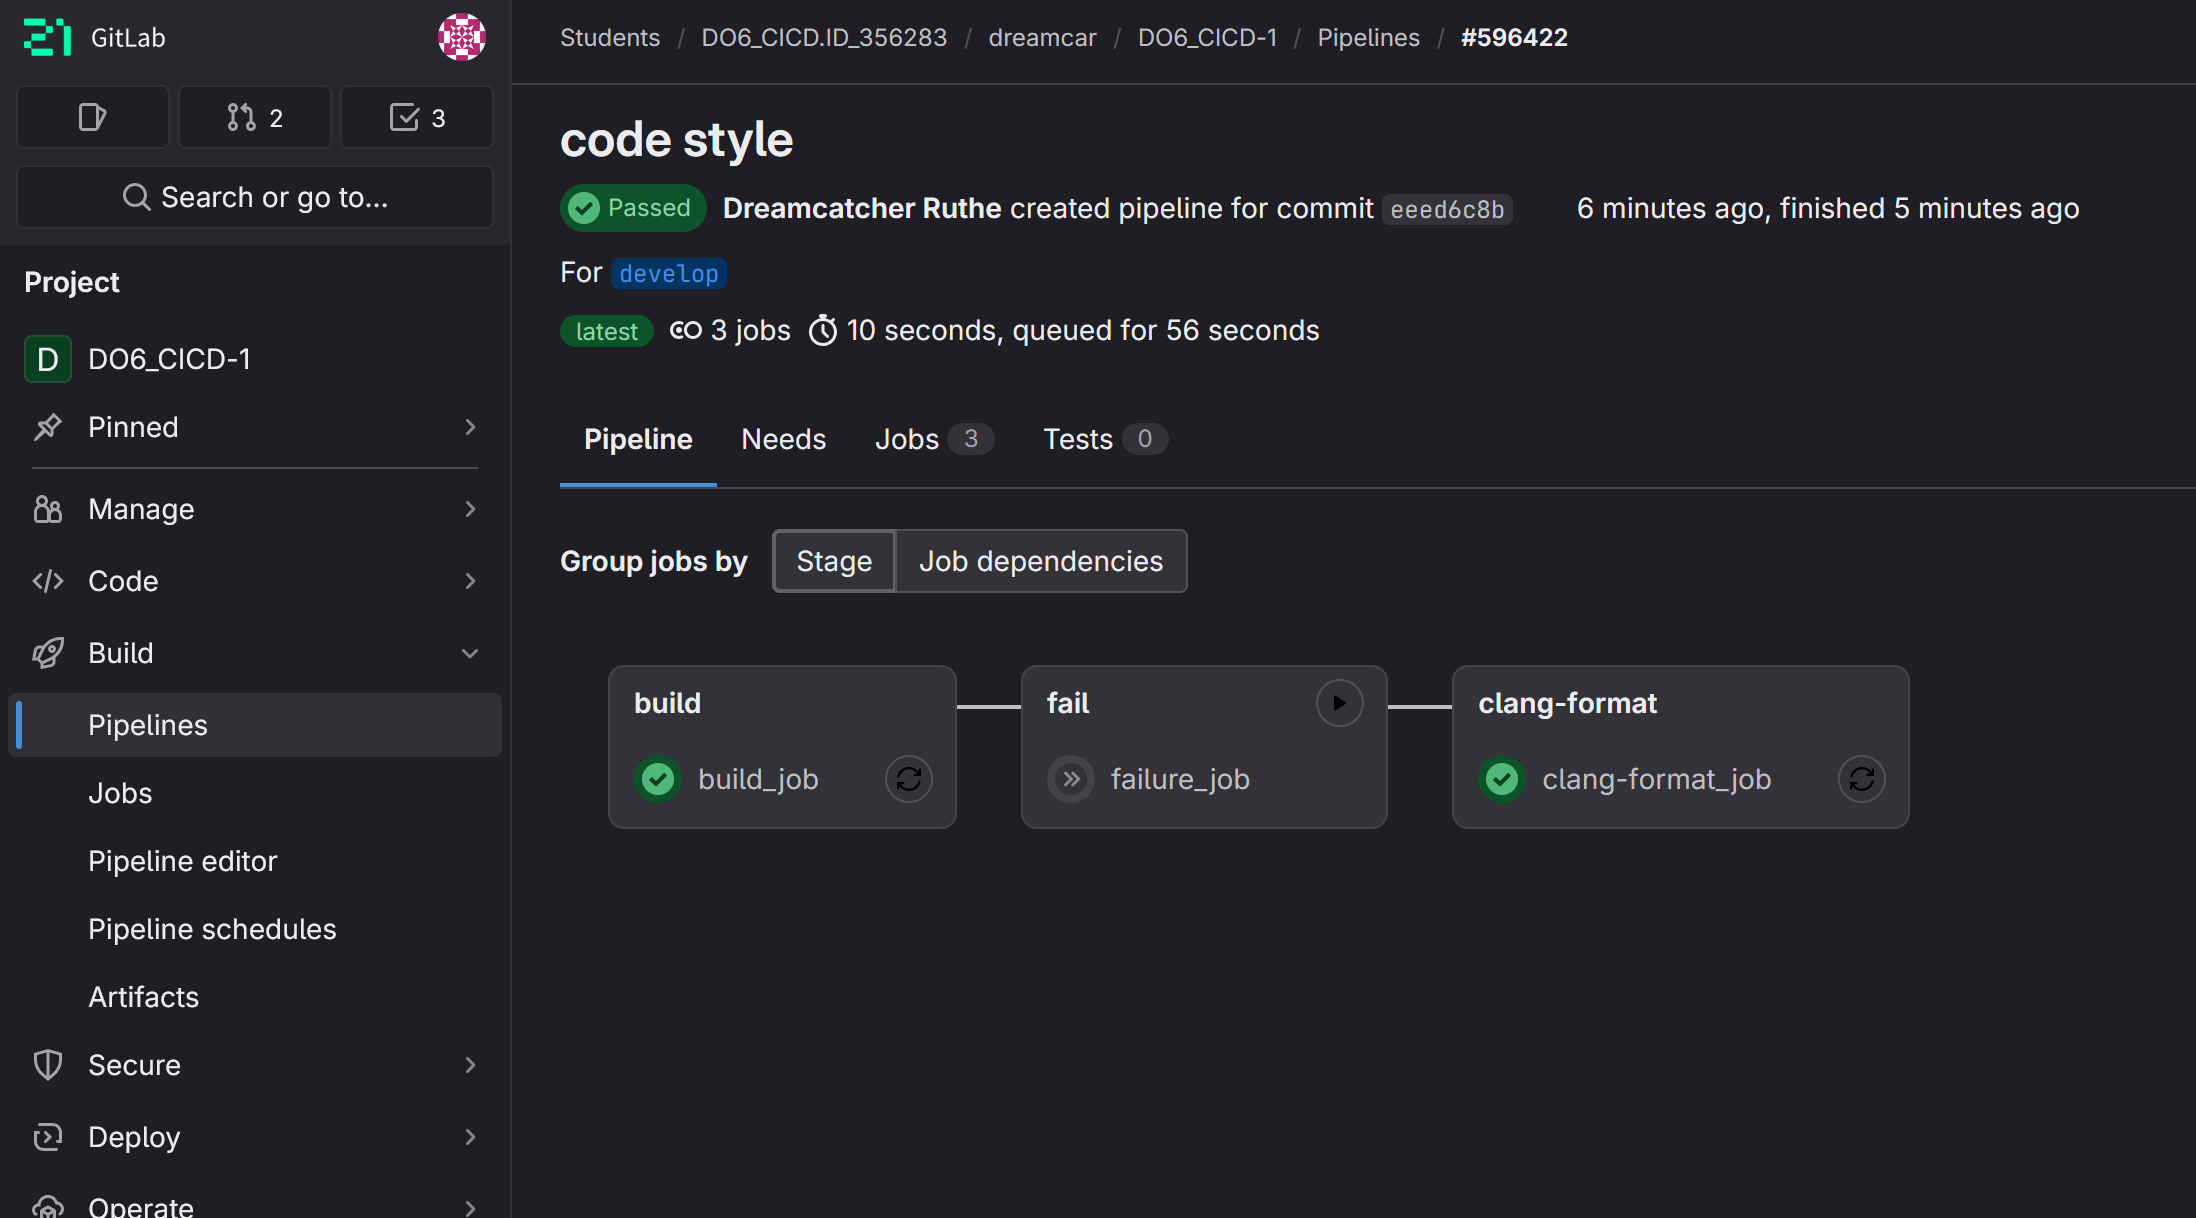 GitLab
2
3
Search or go to...
Project
D DO6_CICD-1
Pinned
Manage
Code
Build
Pipelines
Jobs
Pipeline editor
Pipeline schedules
Artifacts
Secure
Deploy
Operate
Students / DO6_CICD.ID_356283 / dreamcar / DO6_CICD-1 / Pipelines / #596422
code style
Passed Dreamcatcher Ruthe created pipeline for commit eeed6c8b 6 minutes ago, finished 5 minutes ago
For develop
latest 3 jobs 10 seconds, queued for 56 seconds
Pipeline Needs Jobs 3 Tests 0
Group jobs by Stage Job dependencies
build
build_job
fail
failure_job
clang-format
clang-format_job